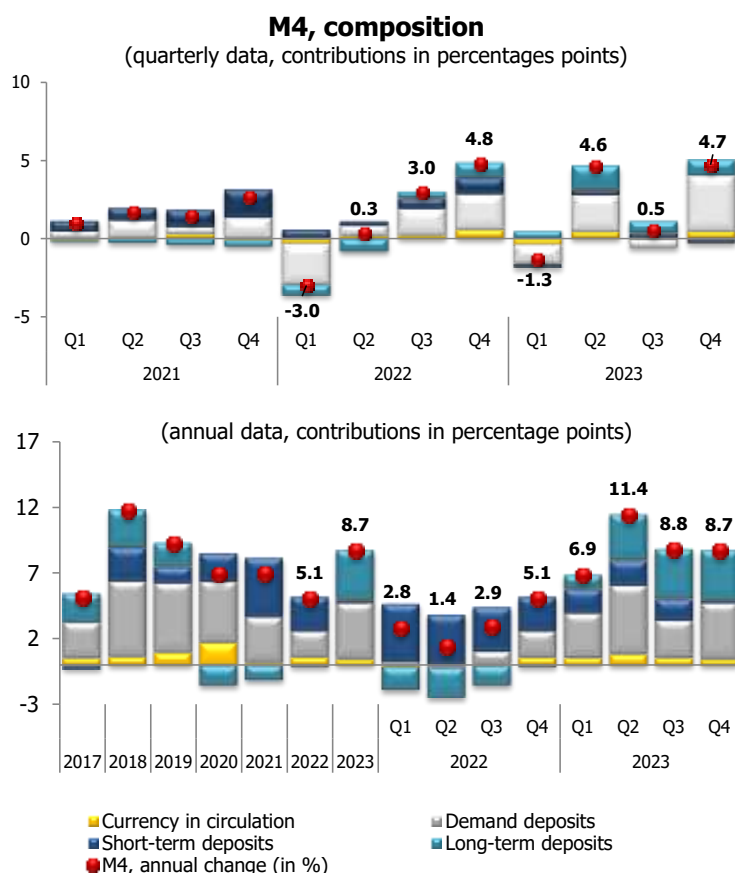 M4, composition
(quarterly data, contributions in percentages points)
10
5
0
-5
-3.0
0.3
3.0
4.8
-1.3
4.6
0.5
4.7
Q1 Q2 Q3 Q4 Q1 Q2 Q3 Q4 Q1 Q2 Q3 Q4
2021 2022 2023
(annual data, contributions in percentage points)
17
12
7
2
-3
8.7
5.1
2.8
1.4
2.9
5.1
6.9
11.4
8.8
8.7
Q1 Q2 Q3 Q4 Q1 Q2 Q3 Q4
2017 2018 2019 2020 2021 2022 2023 2022 2023
Currency in circulation Demand deposits
Short-term deposits Long-term deposits
M4, annual change (in %)